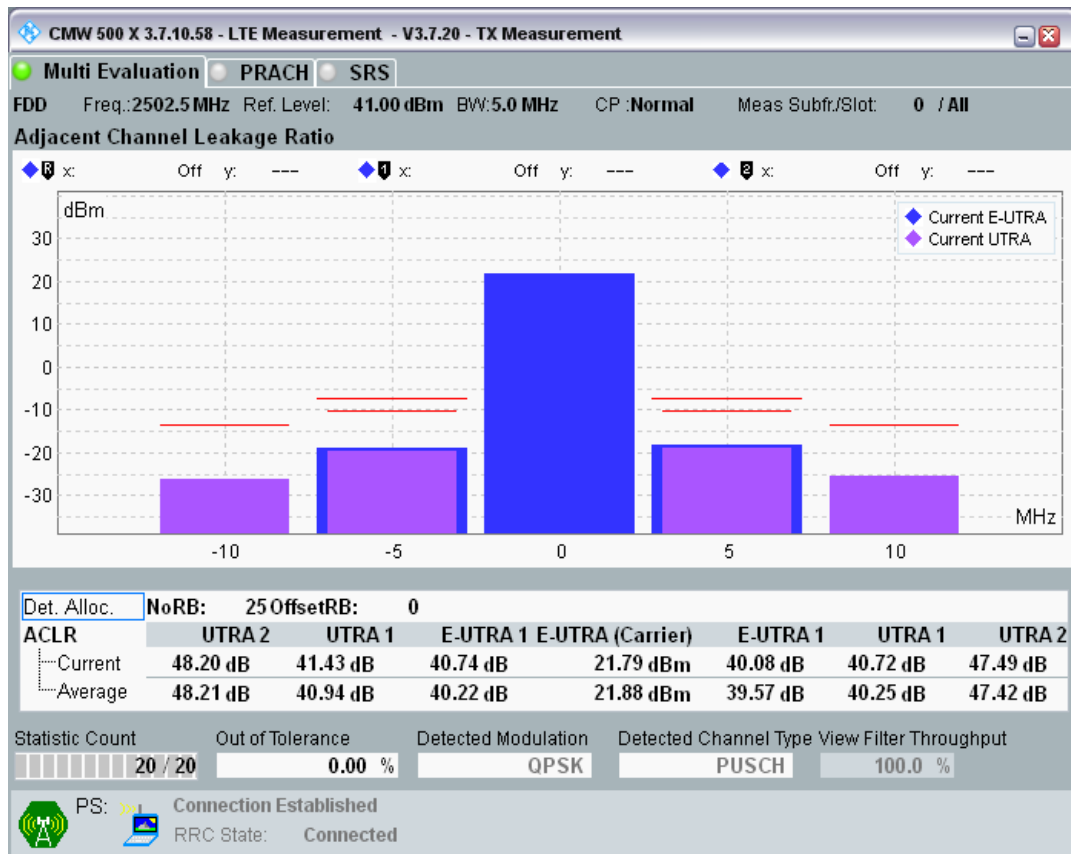 CMW 500 X 3.7.10.58 - LTE Measurement - V3.7.20 - TX Measurement
Multi Evaluation PRACH SRS
FDD Freq.:2502.5 MHz Ref. Level: 41.00 dBm BW:5.0 MHz CP :Normal Meas Subfr./Slot: 0 / All
Adjacent Channel Leakage Ratio
R x: Off y: --- 1 x: Off y: --- 2 x: Off y: ---
dBm
Current E-UTRA
Current UTRA
30
20
10
0
-10
-20
-30
MHz
-10 -5 0 5 10
Det. Alloc. NoRB: 25 OffsetRB: 0
ACLR UTRA 2 UTRA 1 E-UTRA 1 E-UTRA (Carrier) E-UTRA 1 UTRA 1 UTRA 2
Current 48.20 dB 41.43 dB 40.74 dB 21.79 dBm 40.08 dB 40.72 dB 47.49 dB
Average 48.21 dB 40.94 dB 40.22 dB 21.88 dBm 39.57 dB 40.25 dB 47.42 dB
Statistic Count Out of Tolerance Detected Modulation Detected Channel Type View Filter Throughput
20 / 20 0.00 % QPSK PUSCH 100.0 %
PS: Connection Established
RRC State: Connected